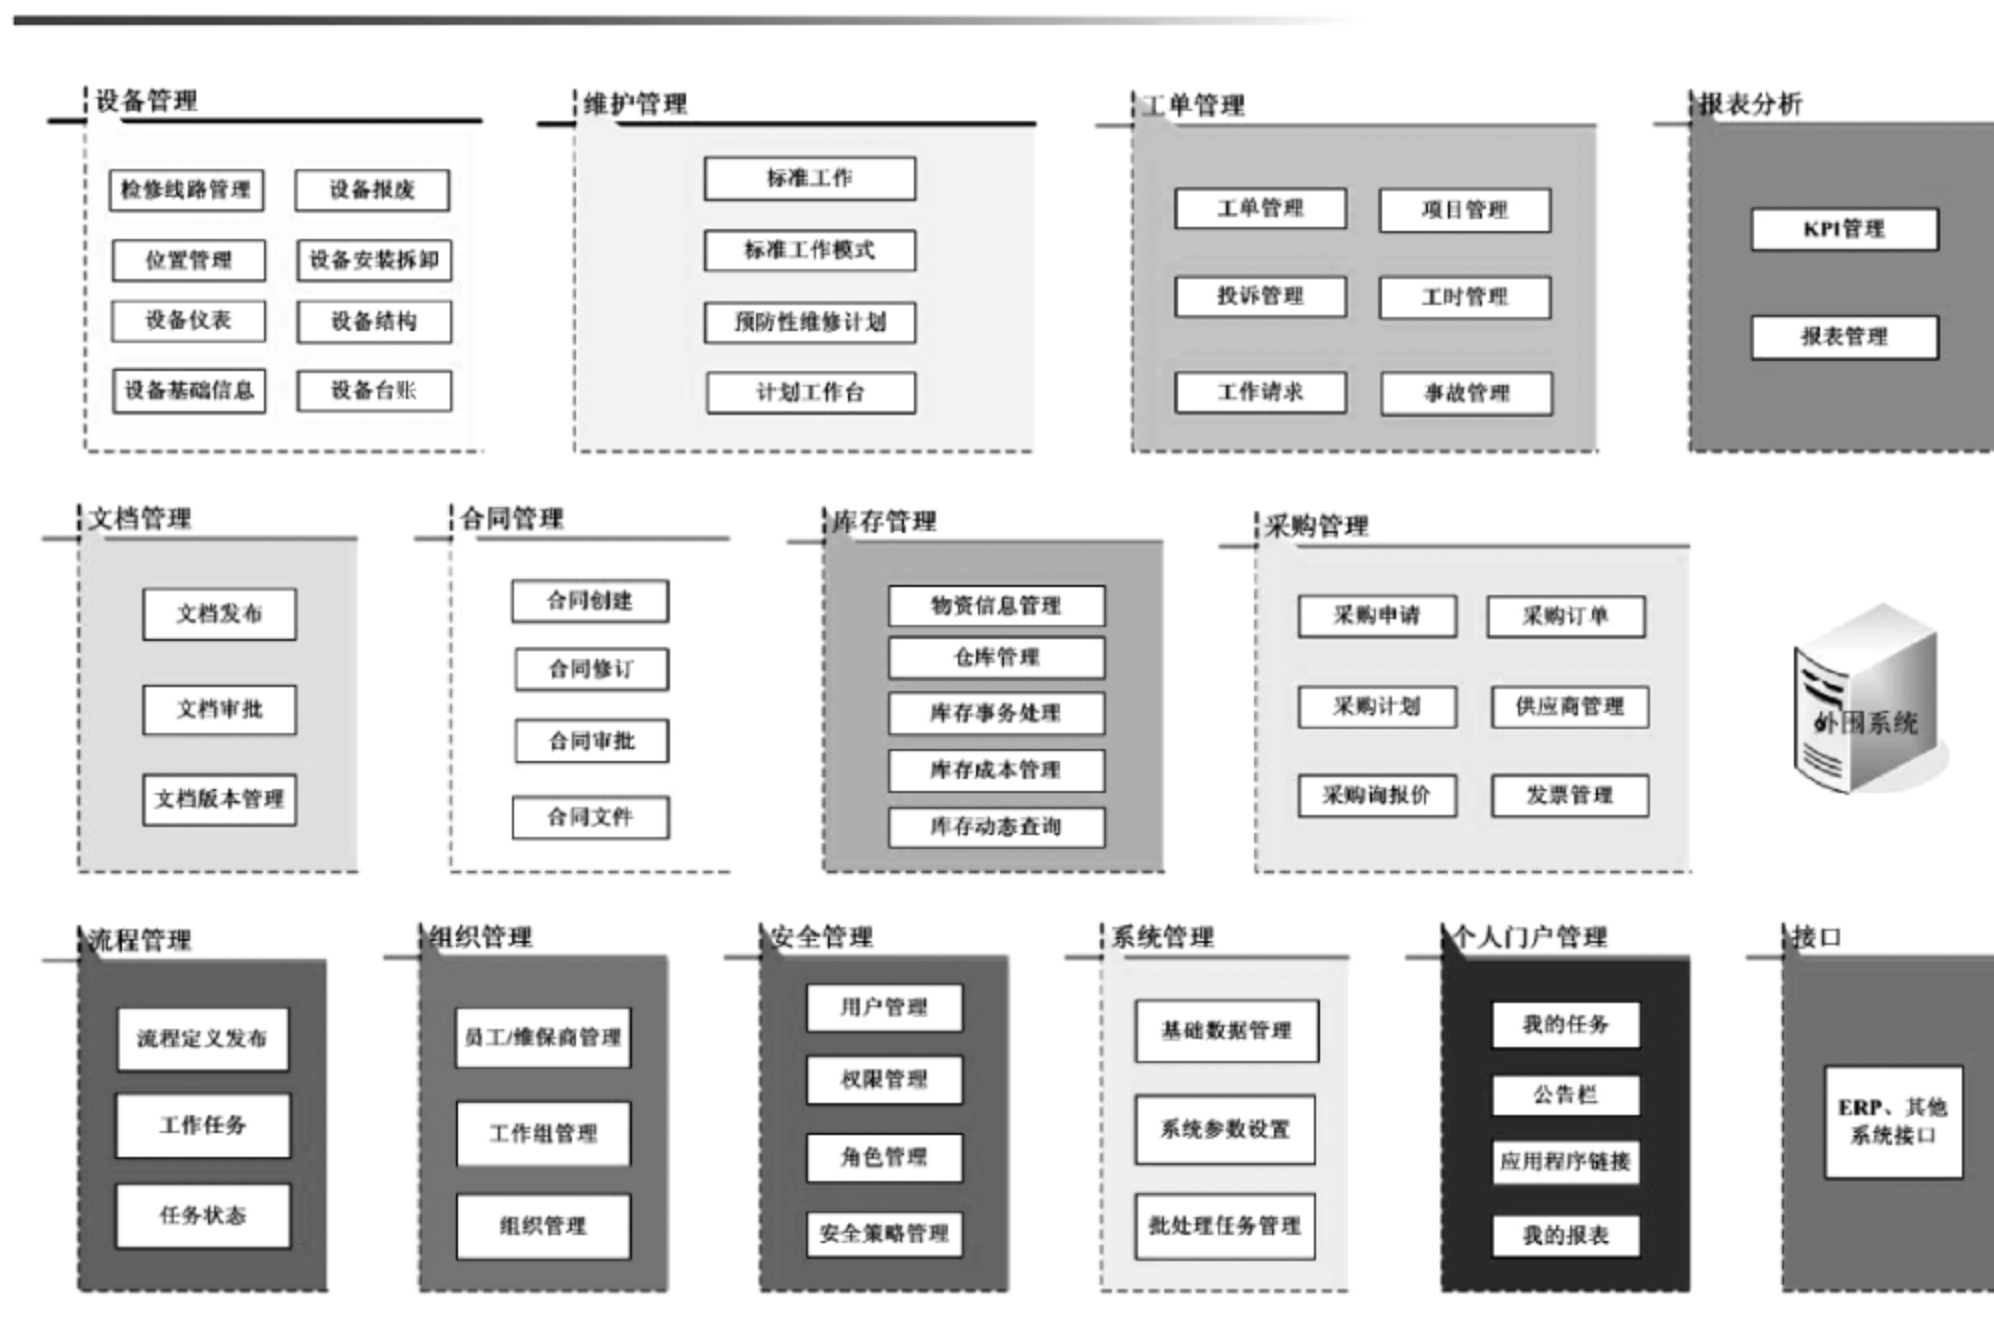 设备管理
检修线路管理
设备报废
位置管理
设备安装拆卸
设备仪表
设备结构
设备基础信息
设备台账
维护管理
标准工作
标准工作模式
预防性维修计划
计划工作台
工单管理
工单管理
项目管理
投诉管理
工时管理
工作请求
事故管理
报表分析
KPI管理
报表管理
文档管理
文档发布
文档审批
文档版本管理
合同管理
合同创建
合同修订
合同审批
合同文件
库存管理
物资信息管理
仓库管理
库存事务处理
库存成本管理
库存动态查询
采购管理
采购申请
采购订单
采购计划
供应商管理
采购询报价
发票管理
外围系统
流程管理
流程定义发布
工作任务
任务状态
组织管理
员工/维保商管理
工作组管理
组织管理
安全管理
用户管理
权限管理
角色管理
安全策略管理
系统管理
基础数据管理
系统参数设置
批处理任务管理
个人门户管理
我的任务
公告栏
应用程序链接
我的报表
接口
ERP、其他
系统接口